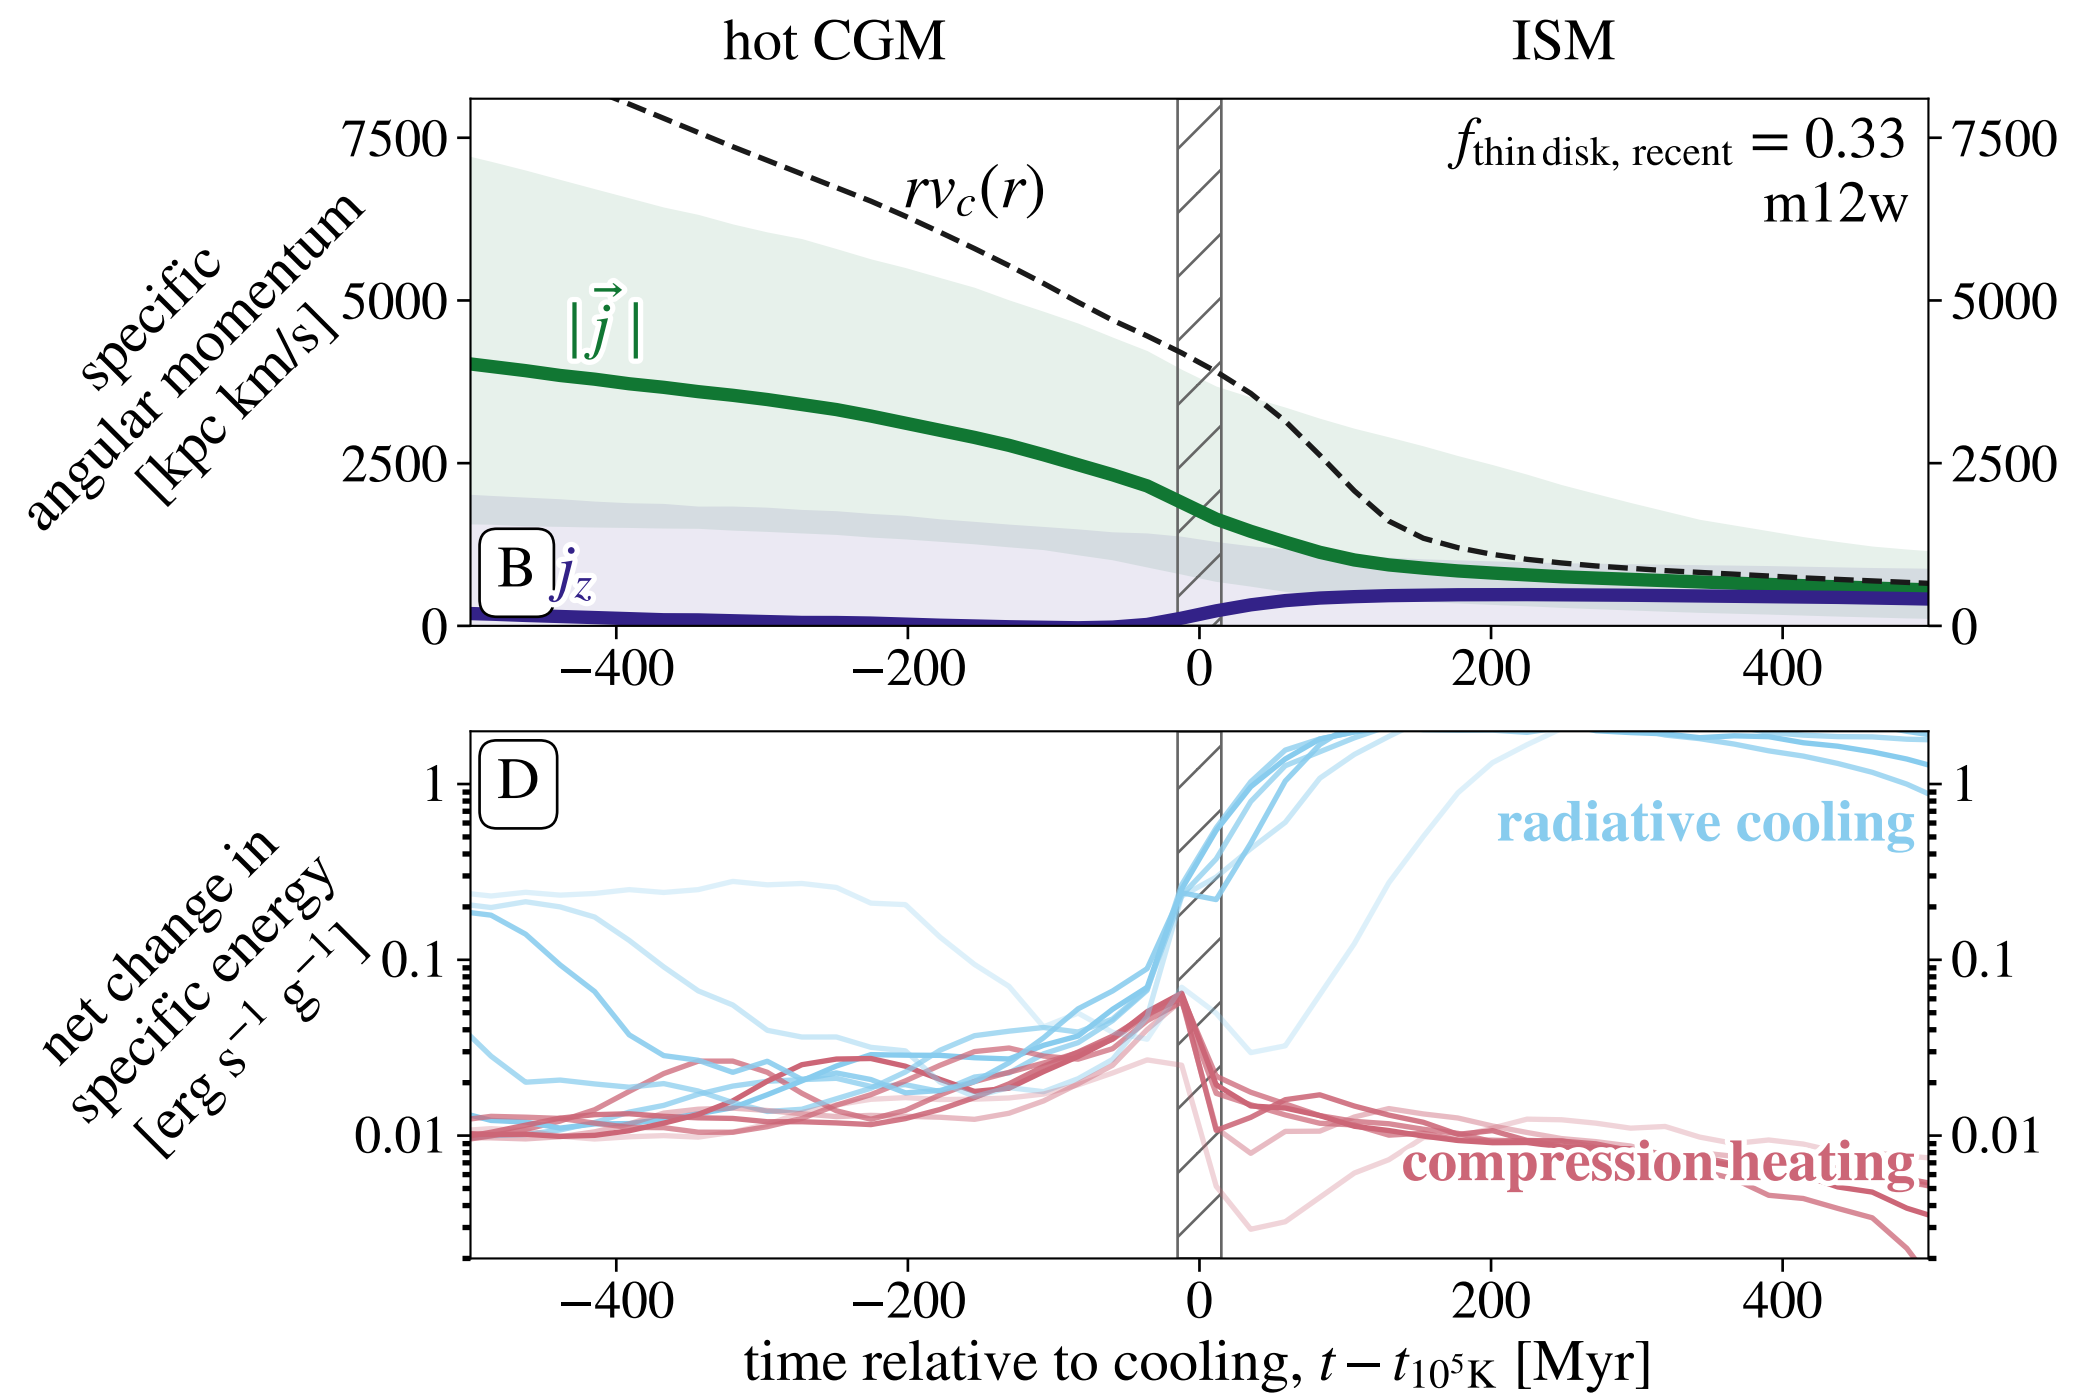 hot CGM
ISM
7500
5000
2500
0
specific
angular momentum
[kpc km/s]
rv_c(r)
|j⃗|
j_z
B
f_thin disk, recent = 0.33
m12w
7500
5000
2500
0
−400
−200
0
200
400
D
1
0.1
0.01
net change in
specific energy
[erg s⁻¹ g⁻¹]
radiative cooling
compression heating
1
0.1
0.01
−400
−200
0
200
400
time relative to cooling, t − t_10⁵K [Myr]